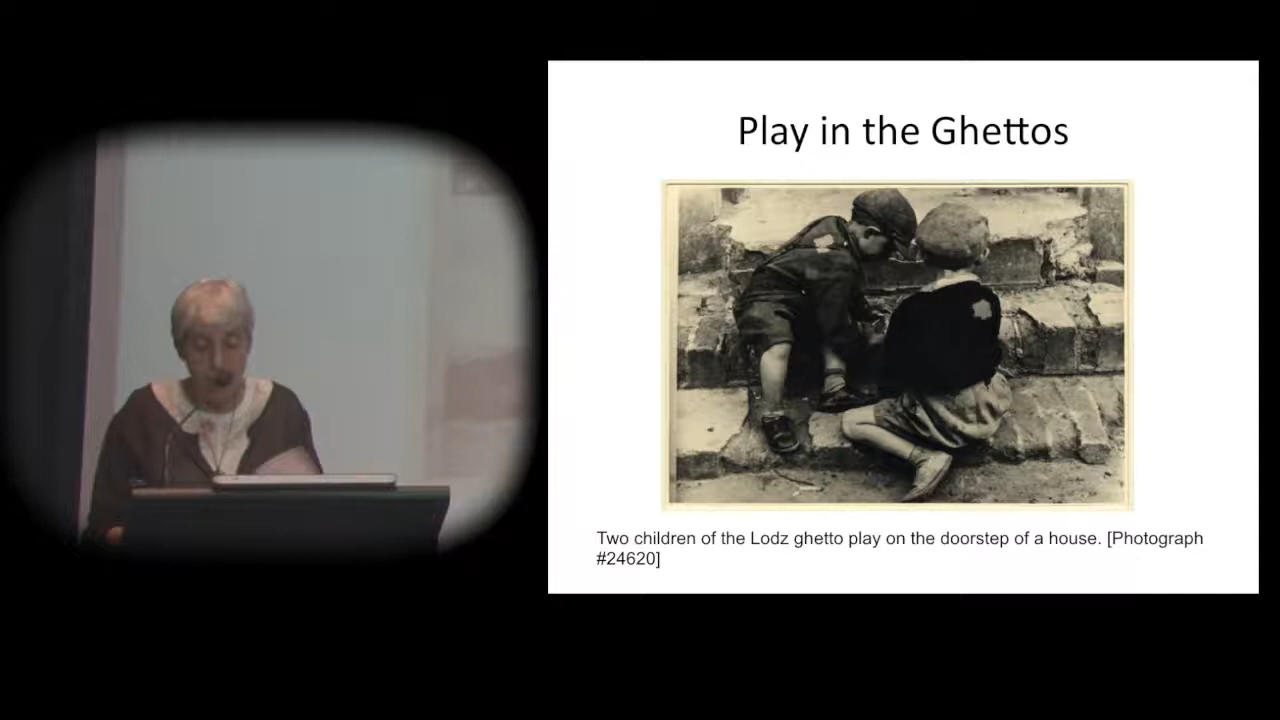 Play in the Ghettos
Two children of the Lodz ghetto play on the doorstep of a house. [Photograph
#24620]